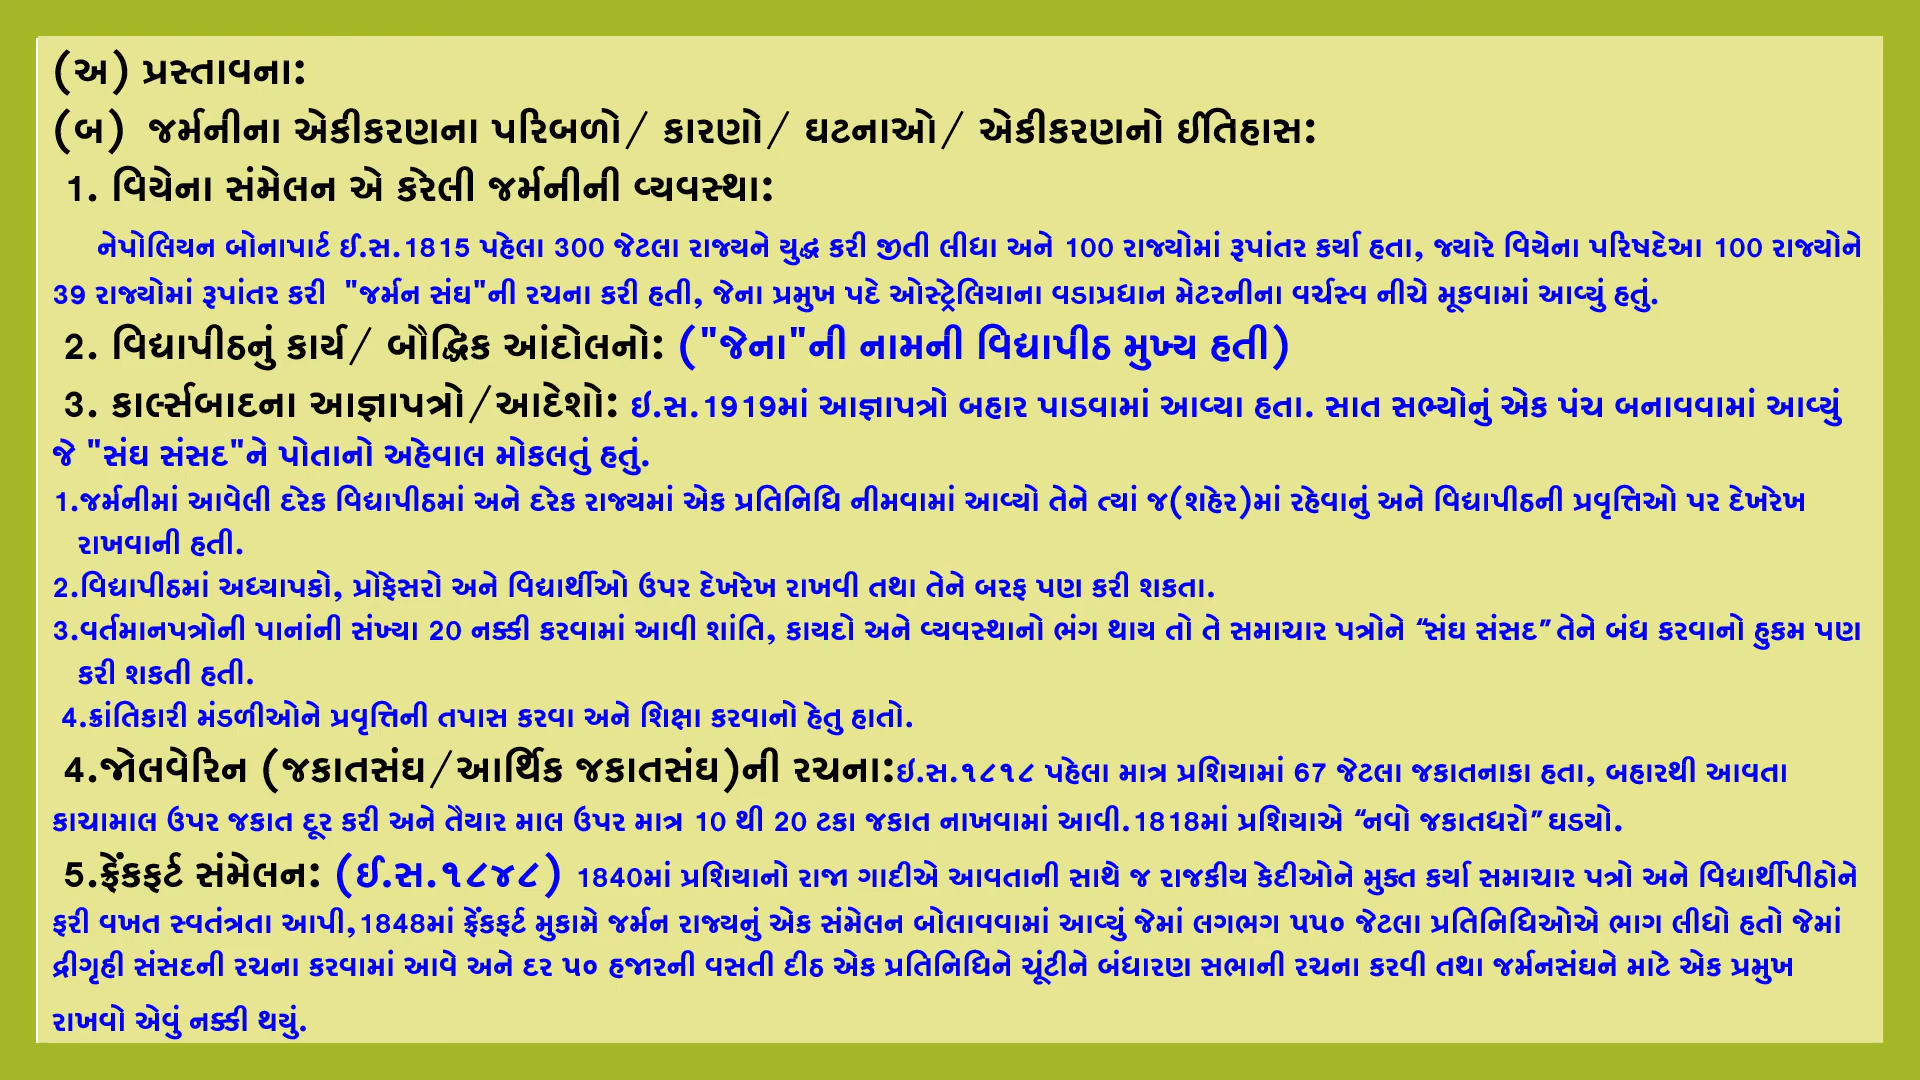 (અ) પ્રસ્તાવના:
(બ) જર્મનીના એકીકરણના પરિબળો/ કારણો/ ઘટનાઓ/ એકીકરણનો ઈતિહાસ:
1. વિયેના સંમેલન એ કરેલી જર્મનીની વ્યવસ્થા:
નેપોલિયન બોનાપાર્ટ ઈ.સ.1815 પહેલા 300 જેટલા રાજ્યને યુદ્ધ કરી જીતી લીધા અને 100 રાજ્યોમાં રૂપાંતર કર્યા હતા, જ્યારે વિયેના પરિષદેઆ 100 રાજ્યોને
39 રાજ્યોમાં રૂપાંતર કરી "જર્મન સંઘ"ની રચના કરી હતી, જેના પ્રમુખ પદે ઓસ્ટ્રેલિયાના વડાપ્રધાન મેટરનીના વર્ચસ્વ નીચે મૂકવામાં આવ્યું હતું.
2. વિદ્યાપીઠનું કાર્ય/ બૌદ્ધિક આંદોલનો: ("જેના"ની નામની વિદ્યાપીઠ મુખ્ય હતી)
3. કાર્લ્સબાદના આજ્ઞાપત્રો/આદેશો: ઇ.સ.1919માં આજ્ઞાપત્રો બહાર પાડવામાં આવ્યા હતા. સાત સભ્યોનું એક પંચ બનાવવામાં આવ્યું
જે "સંઘ સંસદ"ને પોતાનો અહેવાલ મોકલતું હતું.
1.જર્મનીમાં આવેલી દરેક વિદ્યાપીઠમાં અને દરેક રાજ્યમાં એક પ્રતિનિધિ નીમવામાં આવ્યો તેને ત્યાં જ(શહેર)માં રહેવાનું અને વિદ્યાપીઠની પ્રવૃત્તિઓ પર દેખરેખ
રાખવાની હતી.
2.વિદ્યાપીઠમાં અધ્યાપકો, પ્રોફેસરો અને વિદ્યાર્થીઓ ઉપર દેખરેખ રાખવી તથા તેને બરફ પણ કરી શકતા.
3.વર્તમાનપત્રોની પાનાંની સંખ્યા 20 નક્કી કરવામાં આવી શાંતિ, કાયદો અને વ્યવસ્થાનો ભંગ થાય તો તે સમાચાર પત્રોને “સંઘ સંસદ” તેને બંધ કરવાનો હુકમ પણ
કરી શકતી હતી.
4.ક્રાંતિકારી મંડળીઓને પ્રવૃત્તિની તપાસ કરવા અને શિક્ષા કરવાનો હેતુ હાતો.
4.જોલવેરિન (જકાતસંઘ/આર્થિક જકાતસંઘ)ની રચના:ઇ.સ.૧૮૧૮ પહેલા માત્ર પ્રશિયામાં 67 જેટલા જકાતનાકા હતા, બહારથી આવતા
કાચામાલ ઉપર જકાત દૂર કરી અને તૈયાર માલ ઉપર માત્ર 10 થી 20 ટકા જકાત નાખવામાં આવી.1818માં પ્રશિયાએ “નવો જકાતધરો” ઘડયો.
5.ફ્રેંકફર્ટ સંમેલન: (ઈ.સ.૧૮૪૮) 1840માં પ્રશિયાનો રાજા ગાદીએ આવતાની સાથે જ રાજકીય કેદીઓને મુક્ત કર્યા સમાચાર પત્રો અને વિદ્યાર્થીપીઠોને
ફરી વખત સ્વતંત્રતા આપી,1848માં ફ્રેંકફર્ટ મુકામે જર્મન રાજ્યનું એક સંમેલન બોલાવવામાં આવ્યું જેમાં લગભગ ૫૫૦ જેટલા પ્રતિનિધિઓએ ભાગ લીધો હતો જેમાં
દ્રીગૃહી સંસદની રચના કરવામાં આવે અને દર ૫૦ હજારની વસતી દીઠ એક પ્રતિનિધિને ચૂંટીને બંધારણ સભાની રચના કરવી તથા જર્મનસંઘને માટે એક પ્રમુખ
રાખવો એવું નક્કી થયું.